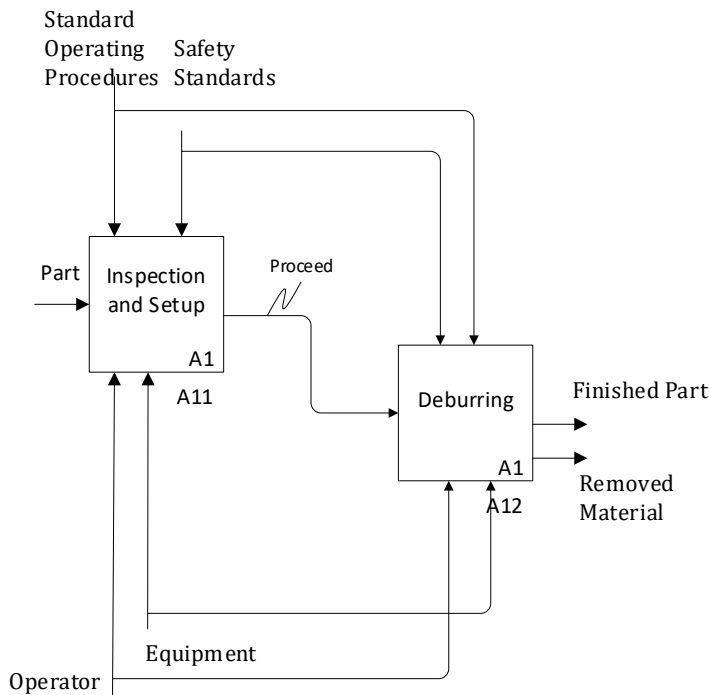 Standard
Operating
Procedures
Safety
Standards
Part
Inspection
and Setup
A1
A11
Proceed
Deburring
A1
A12
Finished Part
Removed
Material
Equipment
Operator